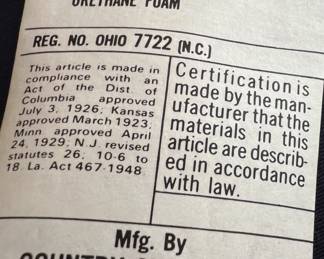 URETHANE FOAM
REG. NO. OHIO 7722 (N.C.)
This article is made in
compliance with an
Act of the Dist. of
Columbia approved
July 3, 1926; Kansas
approved March 1923;
Minn approved April
24, 1929; N.J. revised
statutes 26, 10-6 to
18 La. Act 467-1948.
Certification is
made by the man-
ufacturer that the
materials in this
article are describ-
ed in accordance
with law.
Mfg. By